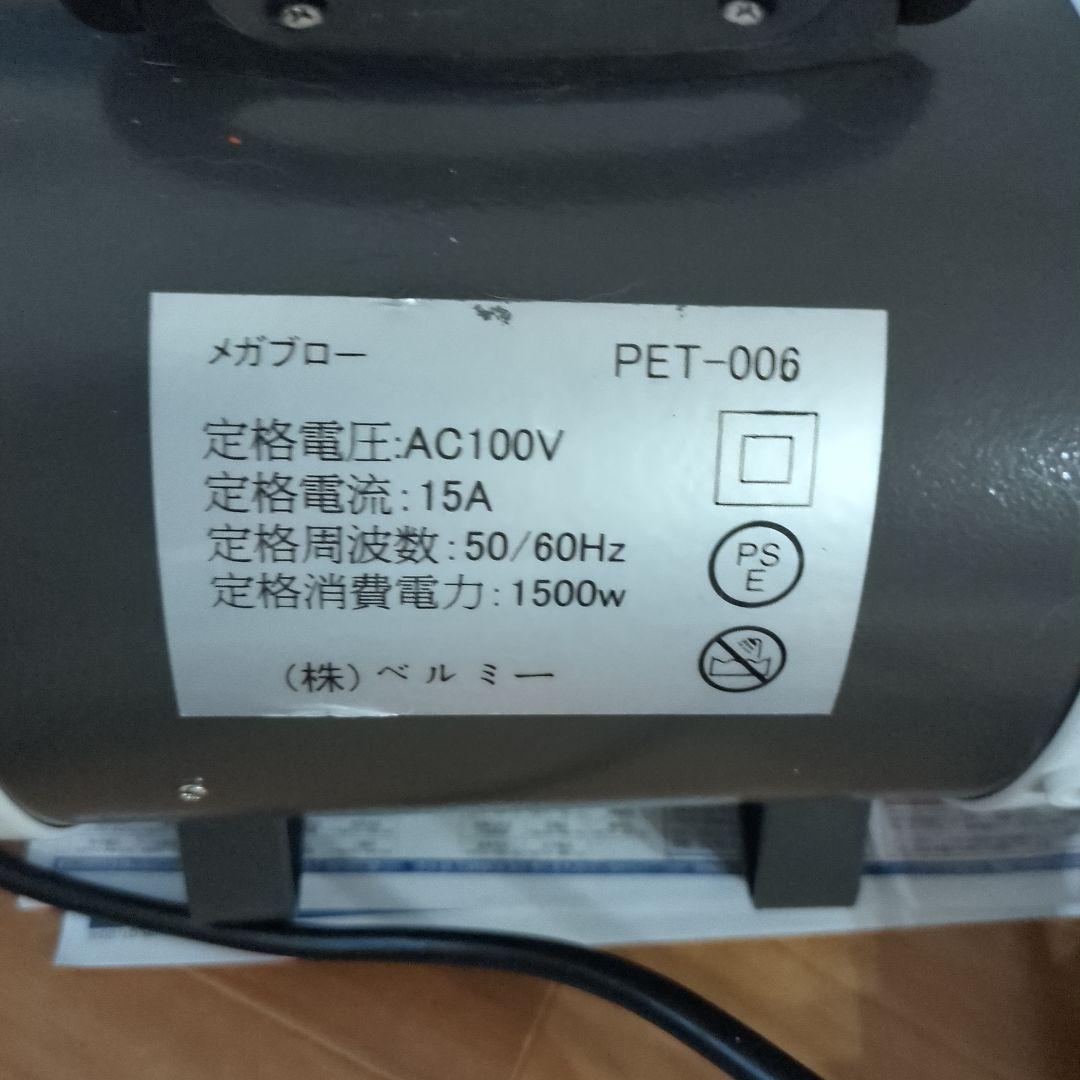 メガブロー PET-006
定格電圧:AC100V
定格電流:15A
定格周波数:50/60Hz
定格消費電力:1500w
PS
E
(株)ベルミー